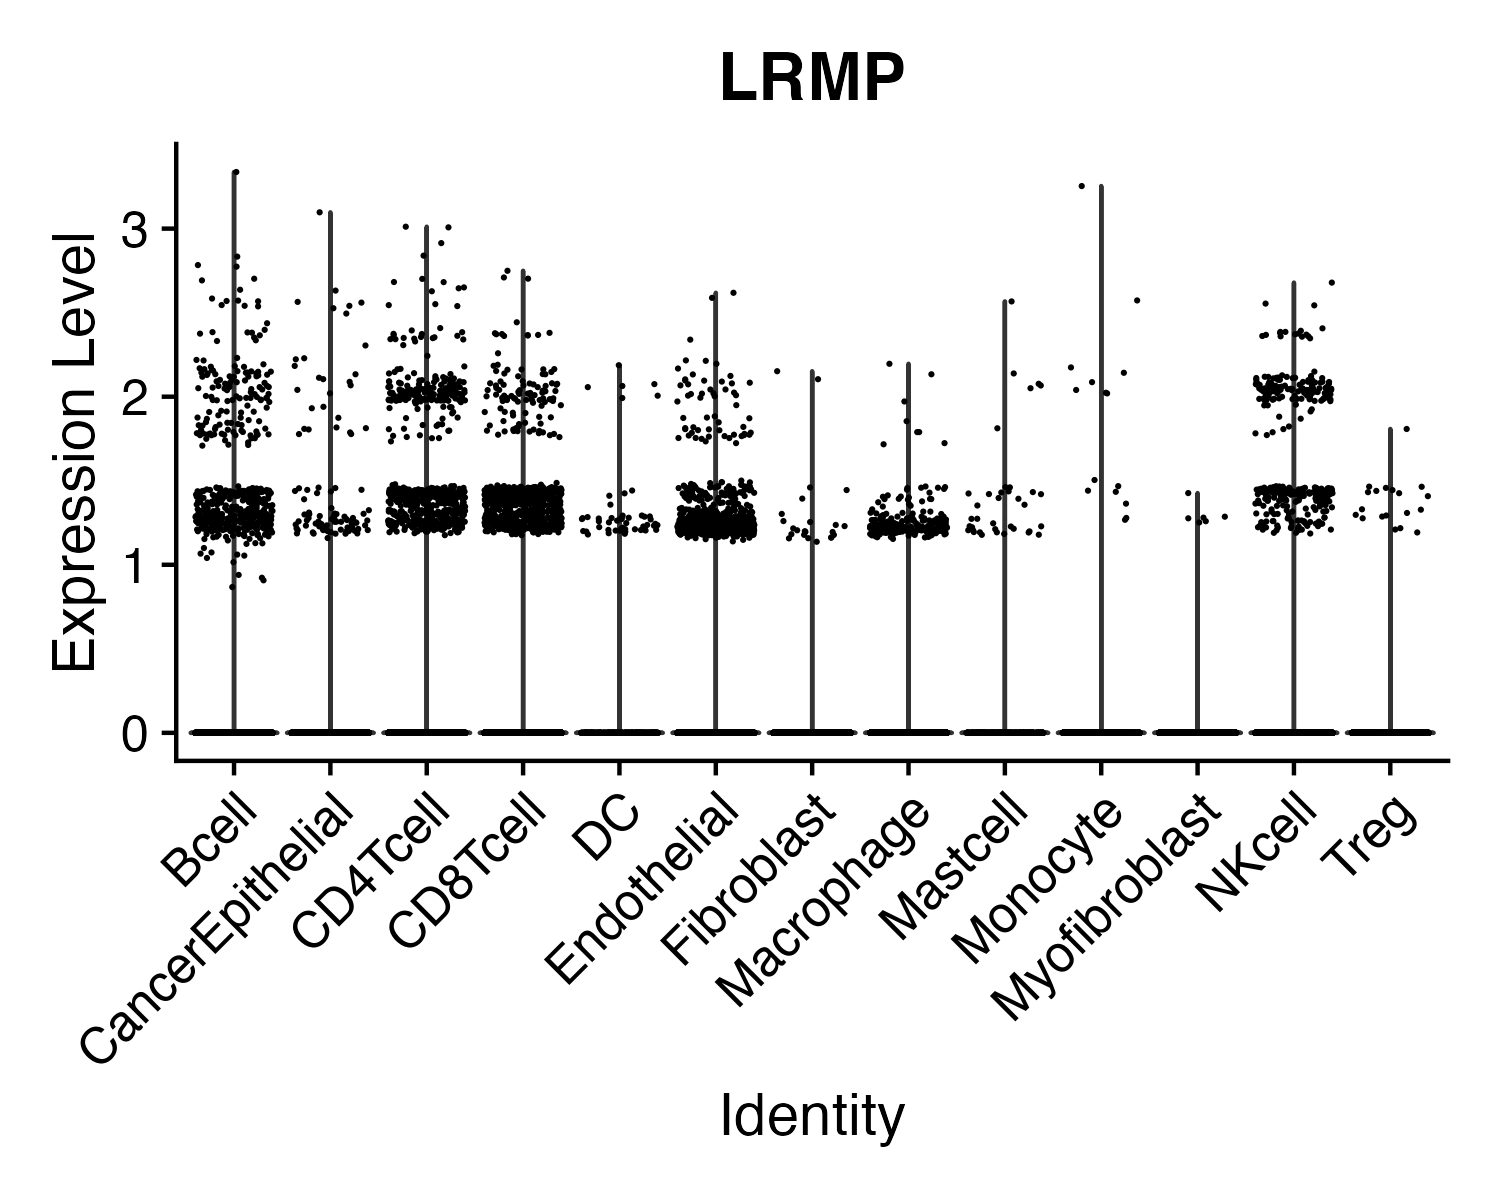 LRMP
Expression Level
3
2
1
0
Bcell
CancerEpithelial
CD4Tcell
CD8Tcell
DC
Endothelial
Fibroblast
Macrophage
Mastcell
Monocyte
Myofibroblast
NKcell
Treg
Identity